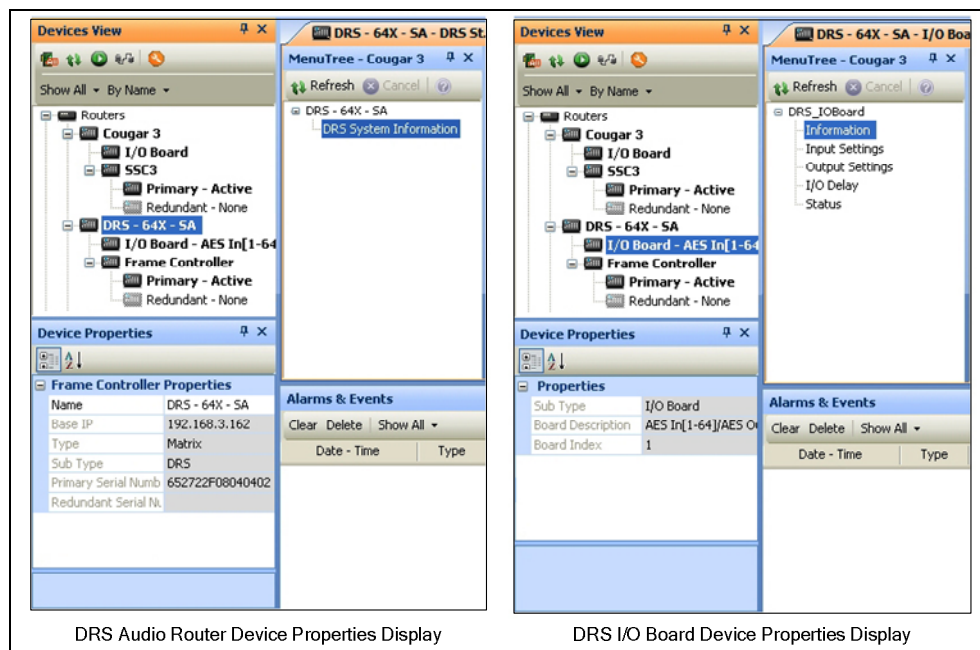 Devices View
Show All By Name
Routers
Cougar 3
I/O Board
SSC3
Primary - Active
Redundant - None
DRS - 64X - SA
I/O Board - AES In[1-64
Frame Controller
Primary - Active
Redundant - None
Device Properties
Frame Controller Properties
Name DRS - 64X - SA
Base IP 192.168.3.162
Type Matrix
Sub Type DRS
Primary Serial Numb 652722F08040402
Redundant Serial Nu
DRS - 64X - SA - DRS St
MenuTree - Cougar 3
Refresh Cancel
DRS - 64X - SA
DRS System Information
Alarms & Events
Clear Delete Show All
Date - Time Type
DRS Audio Router Device Properties Display
Devices View
Show All By Name
Routers
Cougar 3
I/O Board
SSC3
Primary - Active
Redundant - None
DRS - 64X - SA
I/O Board - AES In[1-64
Frame Controller
Primary - Active
Redundant - None
Device Properties
Properties
Sub Type I/O Board
Board Description AES In[1-64]/AES Ou
Board Index 1
DRS - 64X - SA - I/O Boa
MenuTree - Cougar 3
Refresh Cancel
DRS_IOBoard
Information
Input Settings
Output Settings
I/O Delay
Status
Alarms & Events
Clear Delete Show All
Date - Time Type
DRS I/O Board Device Properties Display